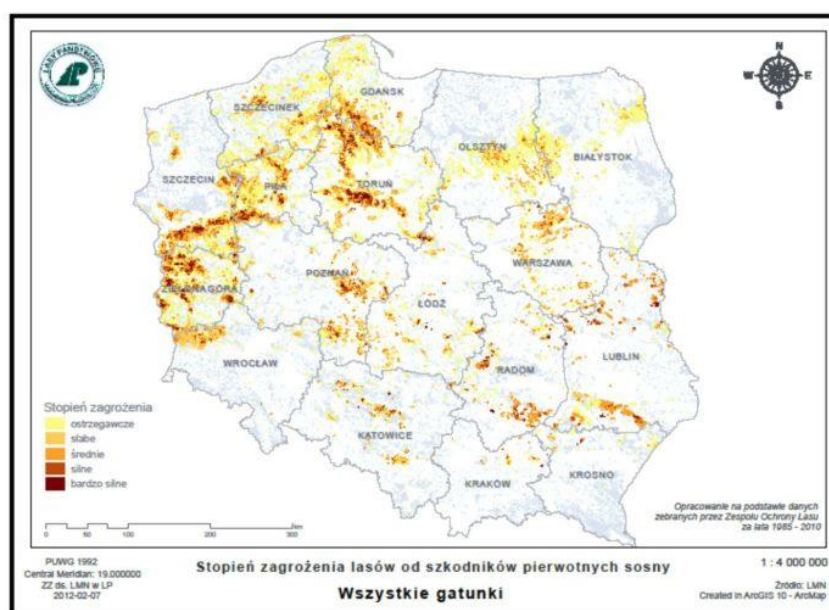 LASY PAŃSTWOWE
N
W E
S
GDAŃSK
SZCZECINEK
OLSZTYN
BIAŁYSTOK
SZCZECIN
PIŁA
TORUŃ
WARSZAWA
POZNAŃ
ZIELONA GÓRA
ŁÓDŹ
WROCŁAW
RADOM
LUBLIN
KATOWICE
KRAKÓW
KROSNO
Stopień zagrożenia
ostrzegawcze
słabe
średnie
silne
bardzo silne
0 50 100 200 300
km
Opracowanie na podstawie danych
zebranych przez Zespołu Ochrony Lasu
za lata 1985 - 2010
PUWG 1992
Central Meridian: 19.000000
ZZ ds. LMN w LP
2012-02-07
Stopień zagrożenia lasów od szkodników pierwotnych sosny
Wszystkie gatunki
1 : 4 000 000
Źródło: LMN
Created in ArcGIS 10 - ArcMap